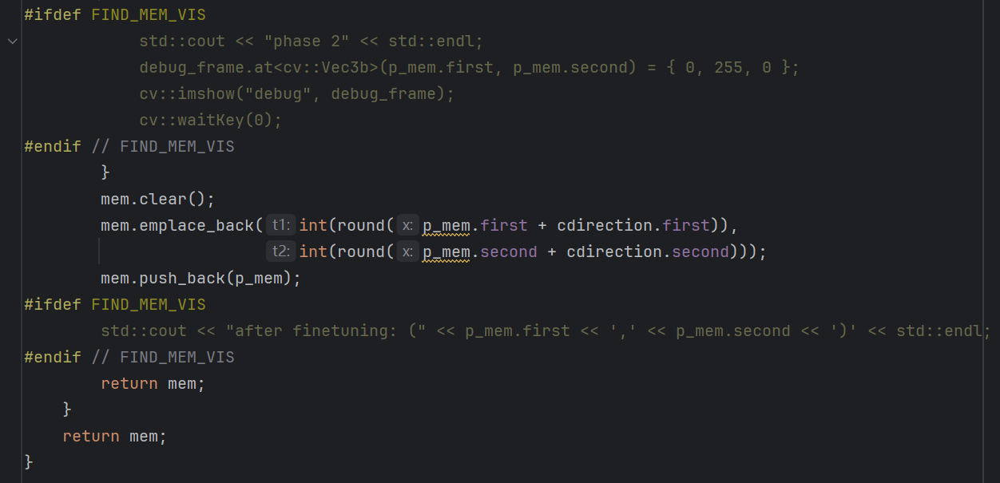 #ifdef FIND_MEM_VIS
            std::cout << "phase 2" << std::endl;
            debug_frame.at<cv::Vec3b>(p_mem.first, p_mem.second) = { 0, 255, 0 };
            cv::imshow("debug", debug_frame);
            cv::waitKey(0);
#endif // FIND_MEM_VIS
        }
        mem.clear();
        mem.emplace_back( t1: int(round( x: p_mem.first + cdirection.first)),
                         t2: int(round( x: p_mem.second + cdirection.second)));
        mem.push_back(p_mem);
#ifdef FIND_MEM_VIS
        std::cout << "after finetuning: (" << p_mem.first << ',' << p_mem.second << ')' << std::endl;
#endif // FIND_MEM_VIS
        return mem;
    }
    return mem;
}